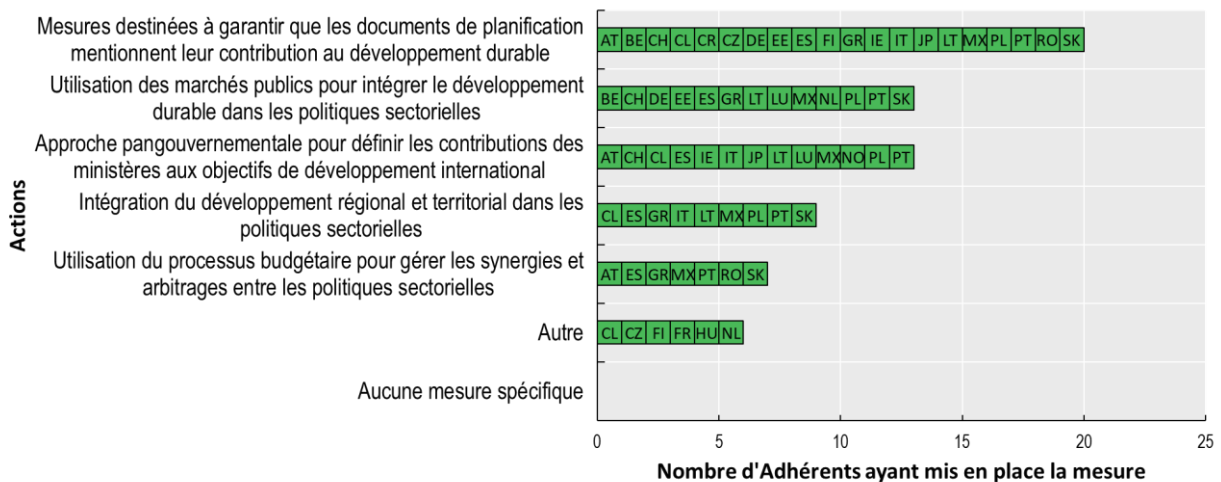 Mesures destinées à garantir que les documents de planification
mentionnent leur contribution au développement durable
AT BE CH CL CR CZ DE EE ES FI GR IE IT JP LT MX PL PT RO SK
Utilisation des marchés publics pour intégrer le développement
durable dans les politiques sectorielles
BE CH DE EE ES GR LT LU MX NL PL PT SK
Approche pangouvernementale pour définir les contributions des
ministères aux objectifs de développement international
AT CH CL ES IE IT JP LT LU MX NO PL PT
Intégration du développement régional et territorial dans les
politiques sectorielles
CL ES GR IT LT MX PL PT SK
Utilisation du processus budgétaire pour gérer les synergies et
arbitrages entre les politiques sectorielles
AT ES GR MX PT RO SK
Autre
CL CZ FI FR HU NL
Aucune mesure spécifique
Actions
0 5 10 15 20 25
Nombre d'Adhérents ayant mis en place la mesure